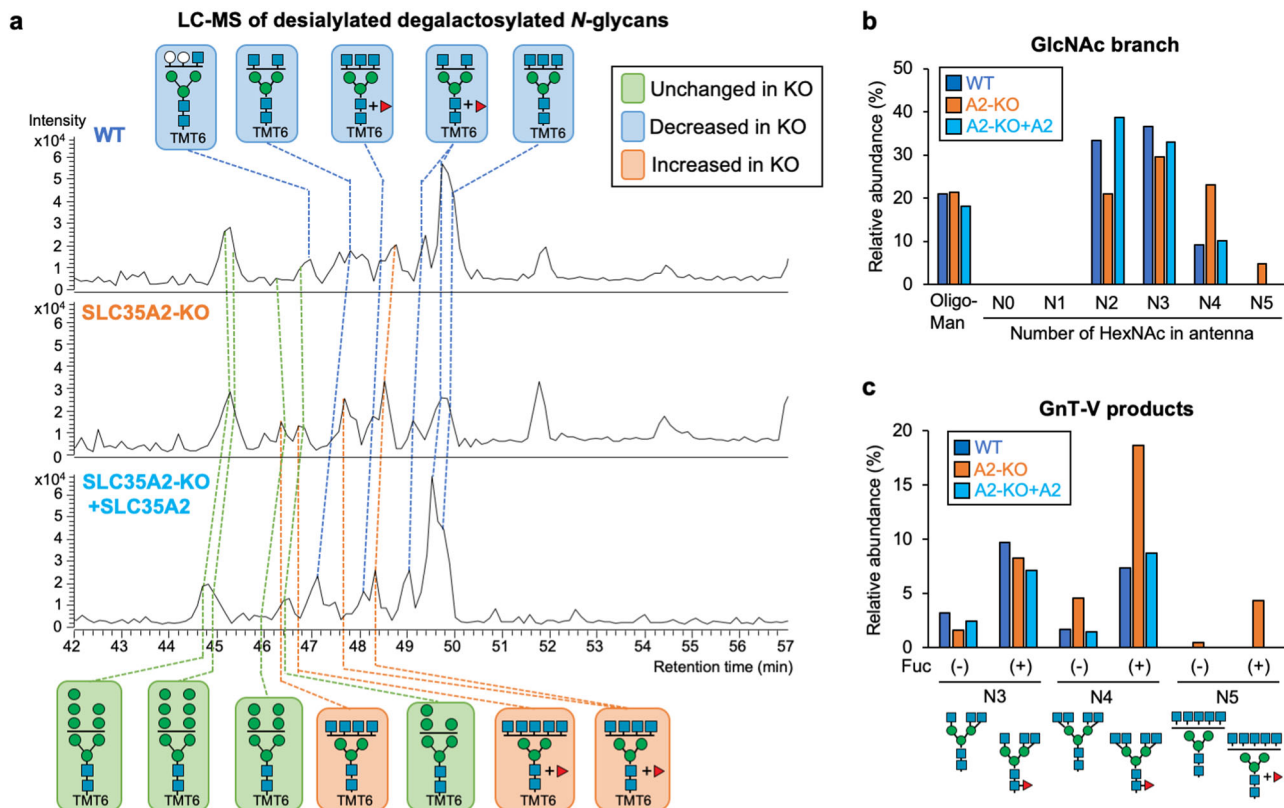 a
LC-MS of desialylated degalactosylated N-glycans
TMT6
TMT6
+
TMT6
+
TMT6
TMT6
Unchanged in KO
Decreased in KO
Increased in KO
Intensity
x10⁴
WT
6
5
4
3
2
1
0
x10⁴
SLC35A2-KO
6
5
4
3
2
1
0
x10⁴
SLC35A2-KO
+SLC35A2
6
5
4
3
2
1
0
42 43 44 45 46 47 48 49 50 51 52 53 54 55 56 57
Retention time (min)
TMT6
TMT6
TMT6
TMT6
TMT6
+
TMT6
+
TMT6
b
GlcNAc branch
Relative abundance (%)
50
40
30
20
10
0
WT
A2-KO
A2-KO+A2
Oligo-
Man
N0 N1 N2 N3 N4 N5
Number of HexNAc in antenna
c
GnT-V products
Relative abundance (%)
20
15
10
5
0
WT
A2-KO
A2-KO+A2
Fuc (-) (+) (-) (+) (-) (+)
N3 N4 N5
+